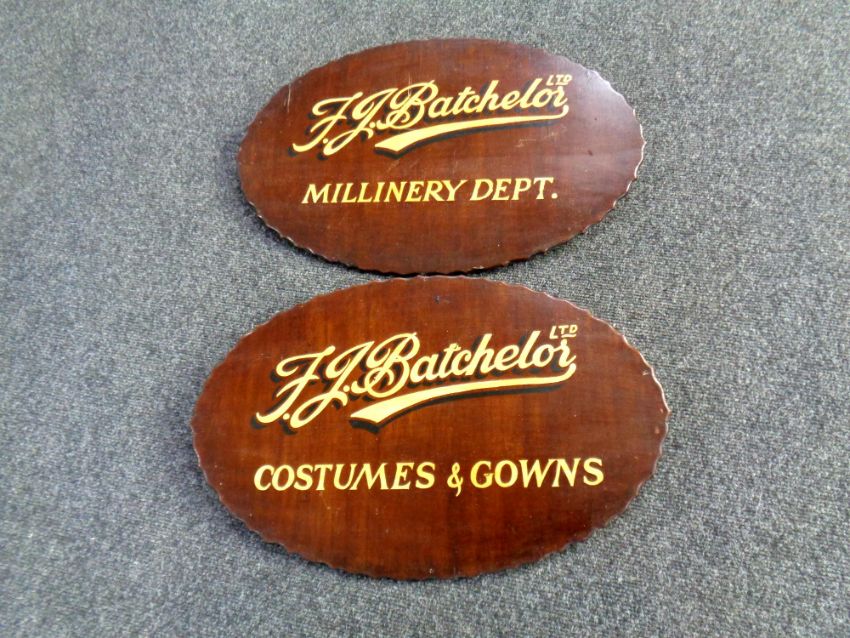 F.J. Batchelor LTD
MILLINERY DEPT.
F.J. Batchelor LTD
COSTUMES & GOWNS